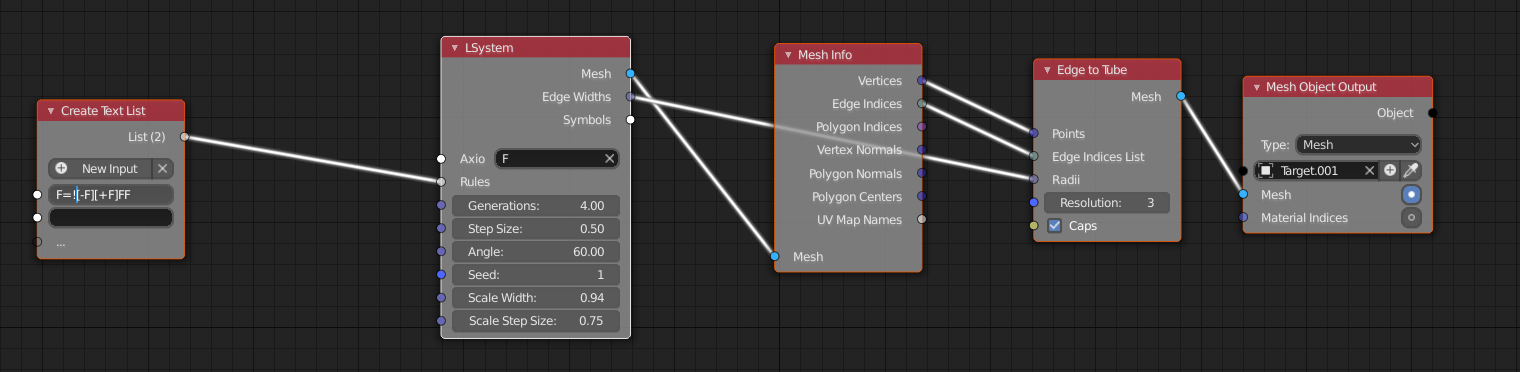 Create Text List
List (2)
New Input
F=![-F][+F]FF
...
LSystem
Mesh
Edge Widths
Symbols
Axio F
Rules
Generations: 4.00
Step Size: 0.50
Angle: 60.00
Seed: 1
Scale Width: 0.94
Scale Step Size: 0.75
Mesh Info
Vertices
Edge Indices
Polygon Indices
Vertex Normals
Polygon Normals
Polygon Centers
UV Map Names
Mesh
Edge to Tube
Mesh
Points
Edge Indices List
Radii
Resolution: 3
Caps
Mesh Object Output
Object
Type: Mesh
Target.001
Mesh
Material Indices